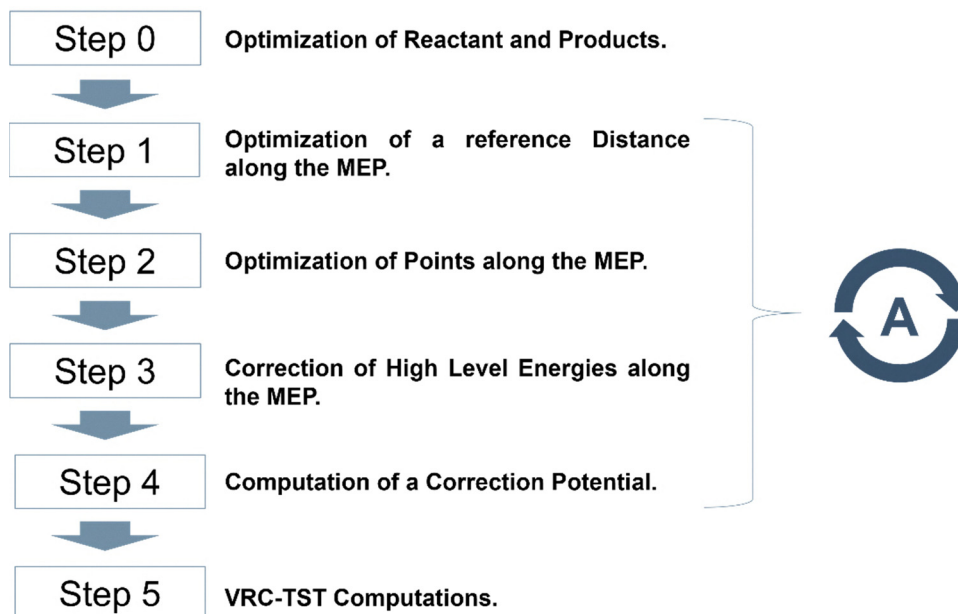 Step 0
Optimization of Reactant and Products.
Step 1
Optimization of a reference Distance
along the MEP.
Step 2
Optimization of Points along the MEP.
Step 3
Correction of High Level Energies along
the MEP.
A
Step 4
Computation of a Correction Potential.
Step 5
VRC-TST Computations.